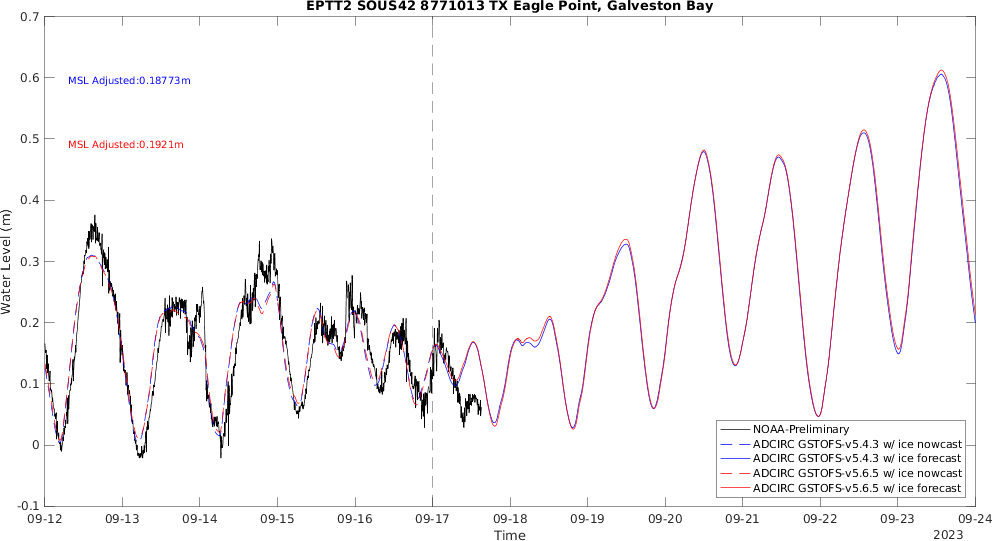 EPTT2 SOUS42 8771013 TX Eagle Point, Galveston Bay
0.7
0.6
0.5
0.4
0.3
0.2
0.1
0
-0.1
Water Level (m)
MSL Adjusted:0.18773m
MSL Adjusted:0.1921m
NOAA-Preliminary
ADCIRC GSTOFS-v5.4.3 w/ ice nowcast
ADCIRC GSTOFS-v5.4.3 w/ ice forecast
ADCIRC GSTOFS-v5.6.5 w/ ice nowcast
ADCIRC GSTOFS-v5.6.5 w/ ice forecast
09-12 09-13 09-14 09-15 09-16 09-17 09-18 09-19 09-20 09-21 09-22 09-23 09-24
Time
2023